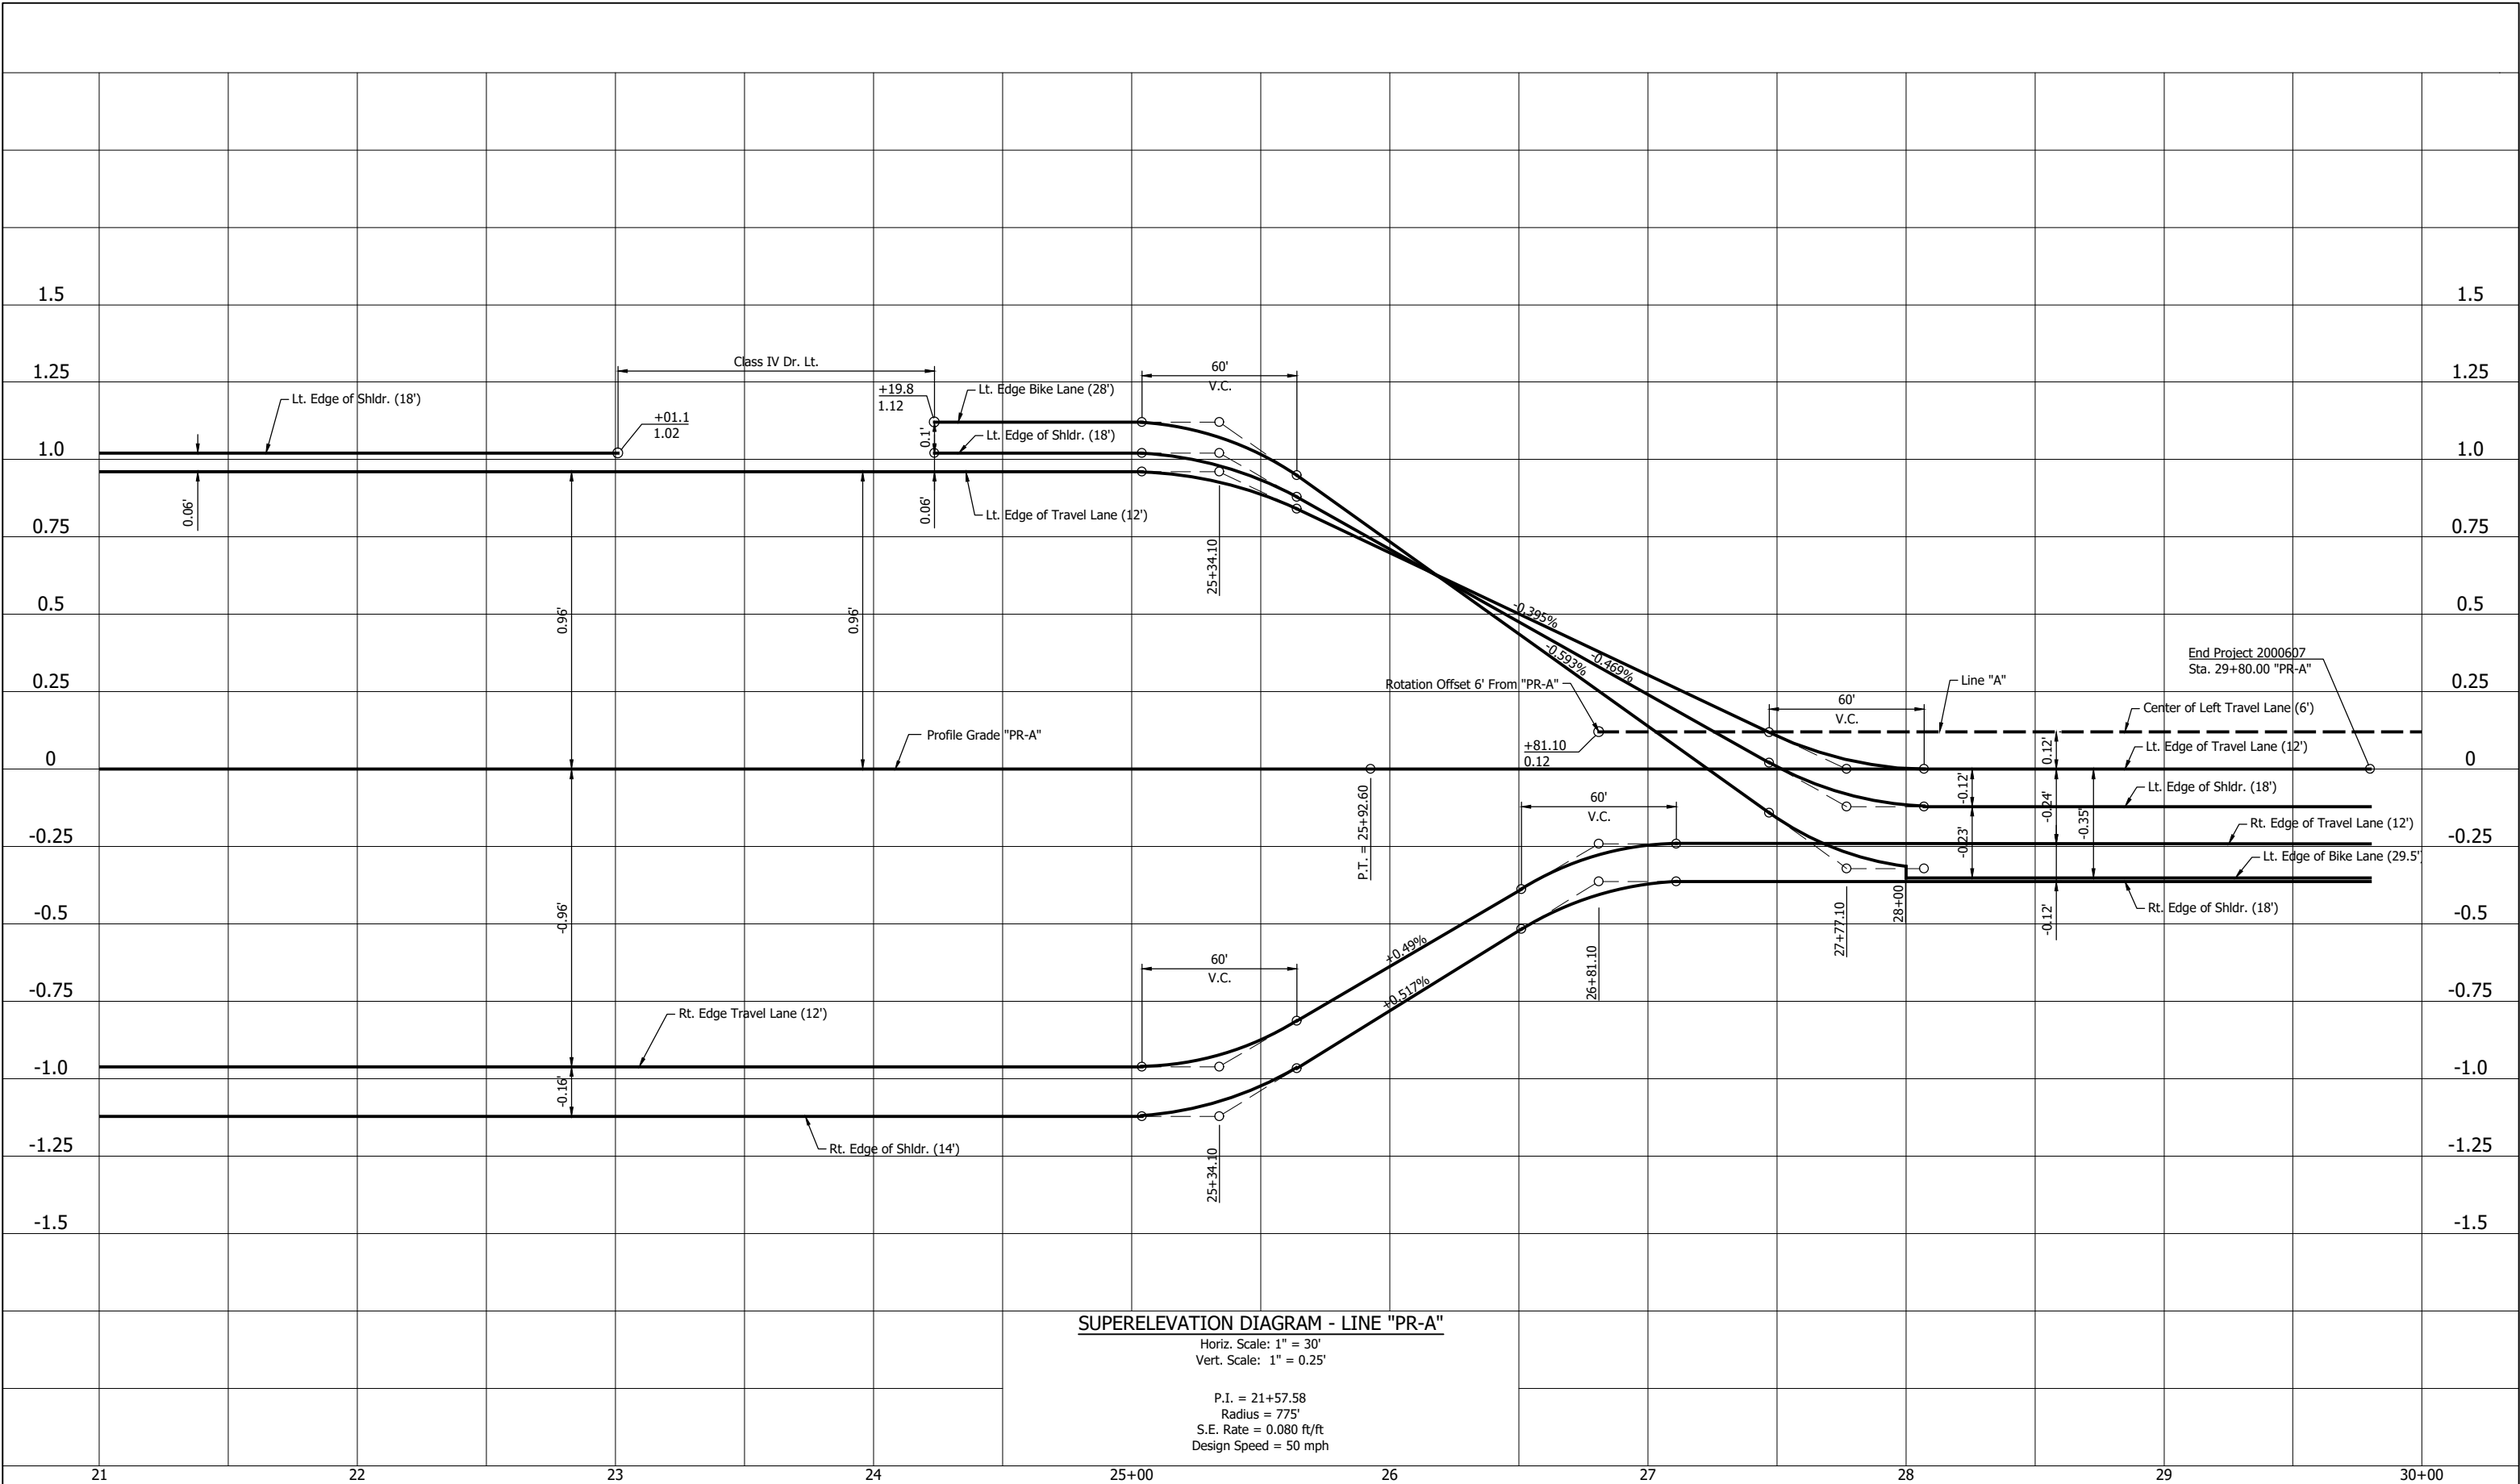 1.5
1.5
Class IV Dr. Lt.
60'
V.C.
1.25
1.25
Lt. Edge of Shldr. (18')
+19.8
1.12
Lt. Edge Bike Lane (28')
+01.1
1.02
0.1'
Lt. Edge of Shldr. (18')
1.0
1.0
0.06'
0.06'
Lt. Edge of Travel Lane (12')
0.75
0.75
25+34.10
0.96'
0.96'
0.5
0.5
-0.395%
-0.593%
-0.469%
End Project 2000607
Sta. 29+80.00 "PR-A"
Rotation Offset 6' From "PR-A"
Line "A"
0.25
0.25
60'
V.C.
Center of Left Travel Lane (6')
Profile Grade "PR-A"
+81.10
0.12
0.12'
Lt. Edge of Travel Lane (12')
0
0
-0.12'
-0.24'
-0.35'
Lt. Edge of Shldr. (18')
60'
V.C.
P.T. = 25+92.60
Rt. Edge of Travel Lane (12')
-0.25
-0.25
-0.23'
Lt. Edge of Bike Lane (29.5')
28+00
-0.5
-0.5
-0.96'
-0.12'
Rt. Edge of Shldr. (18')
27+77.10
26+81.10
+0.49%
60'
V.C.
+0.517%
-0.75
-0.75
Rt. Edge Travel Lane (12')
-1.0
-1.0
-0.16'
-1.25
-1.25
Rt. Edge of Shldr. (14')
25+34.10
-1.5
-1.5
SUPERELEVATION DIAGRAM - LINE "PR-A"
Horiz. Scale: 1" = 30'
Vert. Scale: 1" = 0.25'
P.I. = 21+57.58
Radius = 775'
S.E. Rate = 0.080 ft/ft
Design Speed = 50 mph
21 22 23 24 25+00 26 27 28 29 30+00